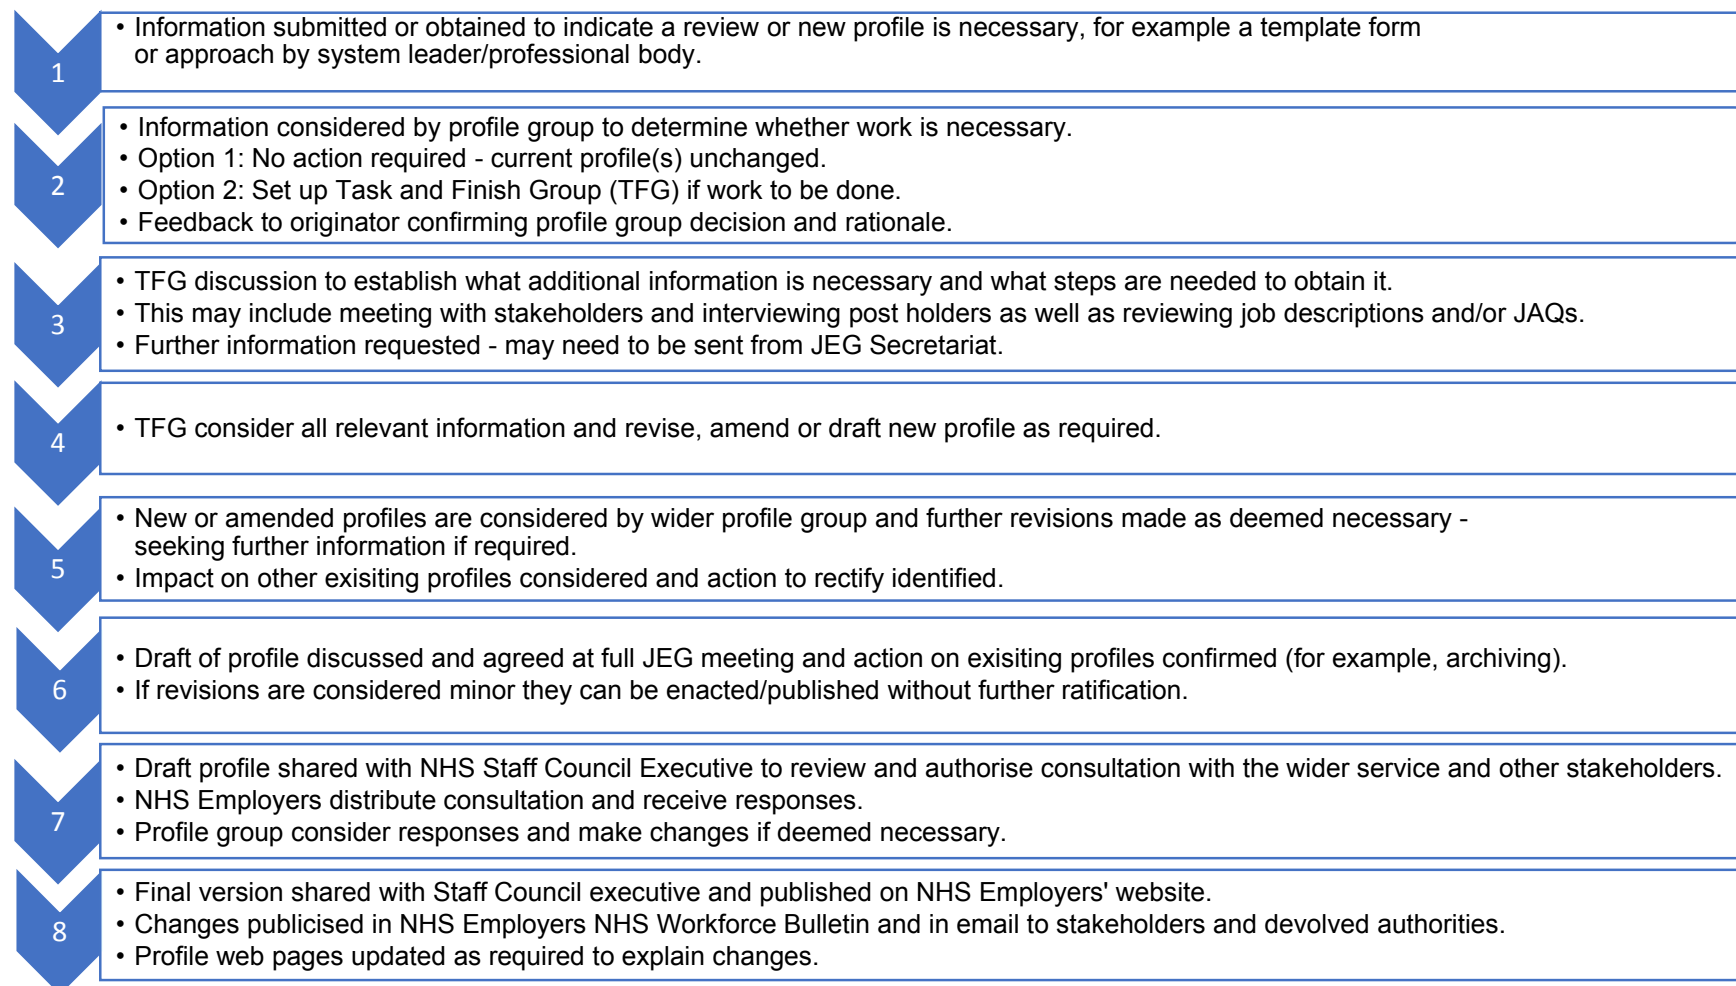 1
• Information submitted or obtained to indicate a review or new profile is necessary, for example a template form
or approach by system leader/professional body.
2
• Information considered by profile group to determine whether work is necessary.
• Option 1: No action required - current profile(s) unchanged.
• Option 2: Set up Task and Finish Group (TFG) if work to be done.
• Feedback to originator confirming profile group decision and rationale.
3
• TFG discussion to establish what additional information is necessary and what steps are needed to obtain it.
• This may include meeting with stakeholders and interviewing post holders as well as reviewing job descriptions and/or JAQs.
• Further information requested - may need to be sent from JEG Secretariat.
4
• TFG consider all relevant information and revise, amend or draft new profile as required.
5
• New or amended profiles are considered by wider profile group and further revisions made as deemed necessary -
seeking further information if required.
• Impact on other exisiting profiles considered and action to rectify identified.
6
• Draft of profile discussed and agreed at full JEG meeting and action on exisiting profiles confirmed (for example, archiving).
• If revisions are considered minor they can be enacted/published without further ratification.
7
• Draft profile shared with NHS Staff Council Executive to review and authorise consultation with the wider service and other stakeholders.
• NHS Employers distribute consultation and receive responses.
• Profile group consider responses and make changes if deemed necessary.
8
• Final version shared with Staff Council executive and published on NHS Employers' website.
• Changes publicised in NHS Employers NHS Workforce Bulletin and in email to stakeholders and devolved authorities.
• Profile web pages updated as required to explain changes.